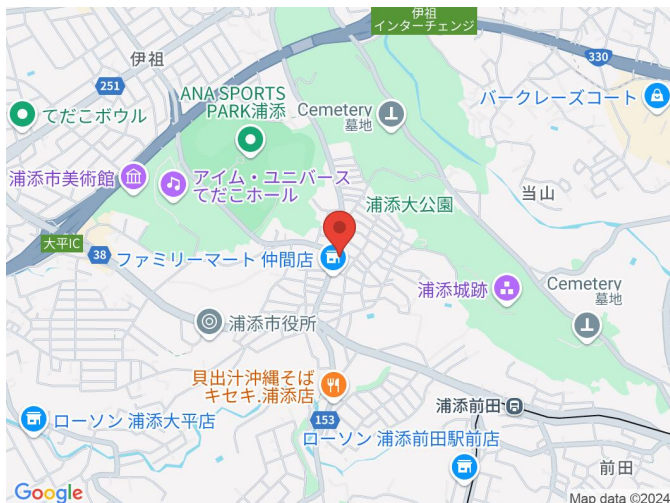 伊祖
インターチェンジ
伊祖
330
251
ANA SPORTS
PARK浦添
Cemetery
墓地
バークレーズコート
てだこボウル
浦添市美術館
アイム・ユニバース
てだこホール
当山
浦添大公園
大平IC
38
ファミリーマート 仲間店
浦添城跡
Cemetery
墓地
浦添市役所
貝出汁沖縄そば
キセキ.浦添店
浦添前田
ローソン 浦添大平店
153
ローソン 浦添前田駅前店
前田
Google
Map data ©2024